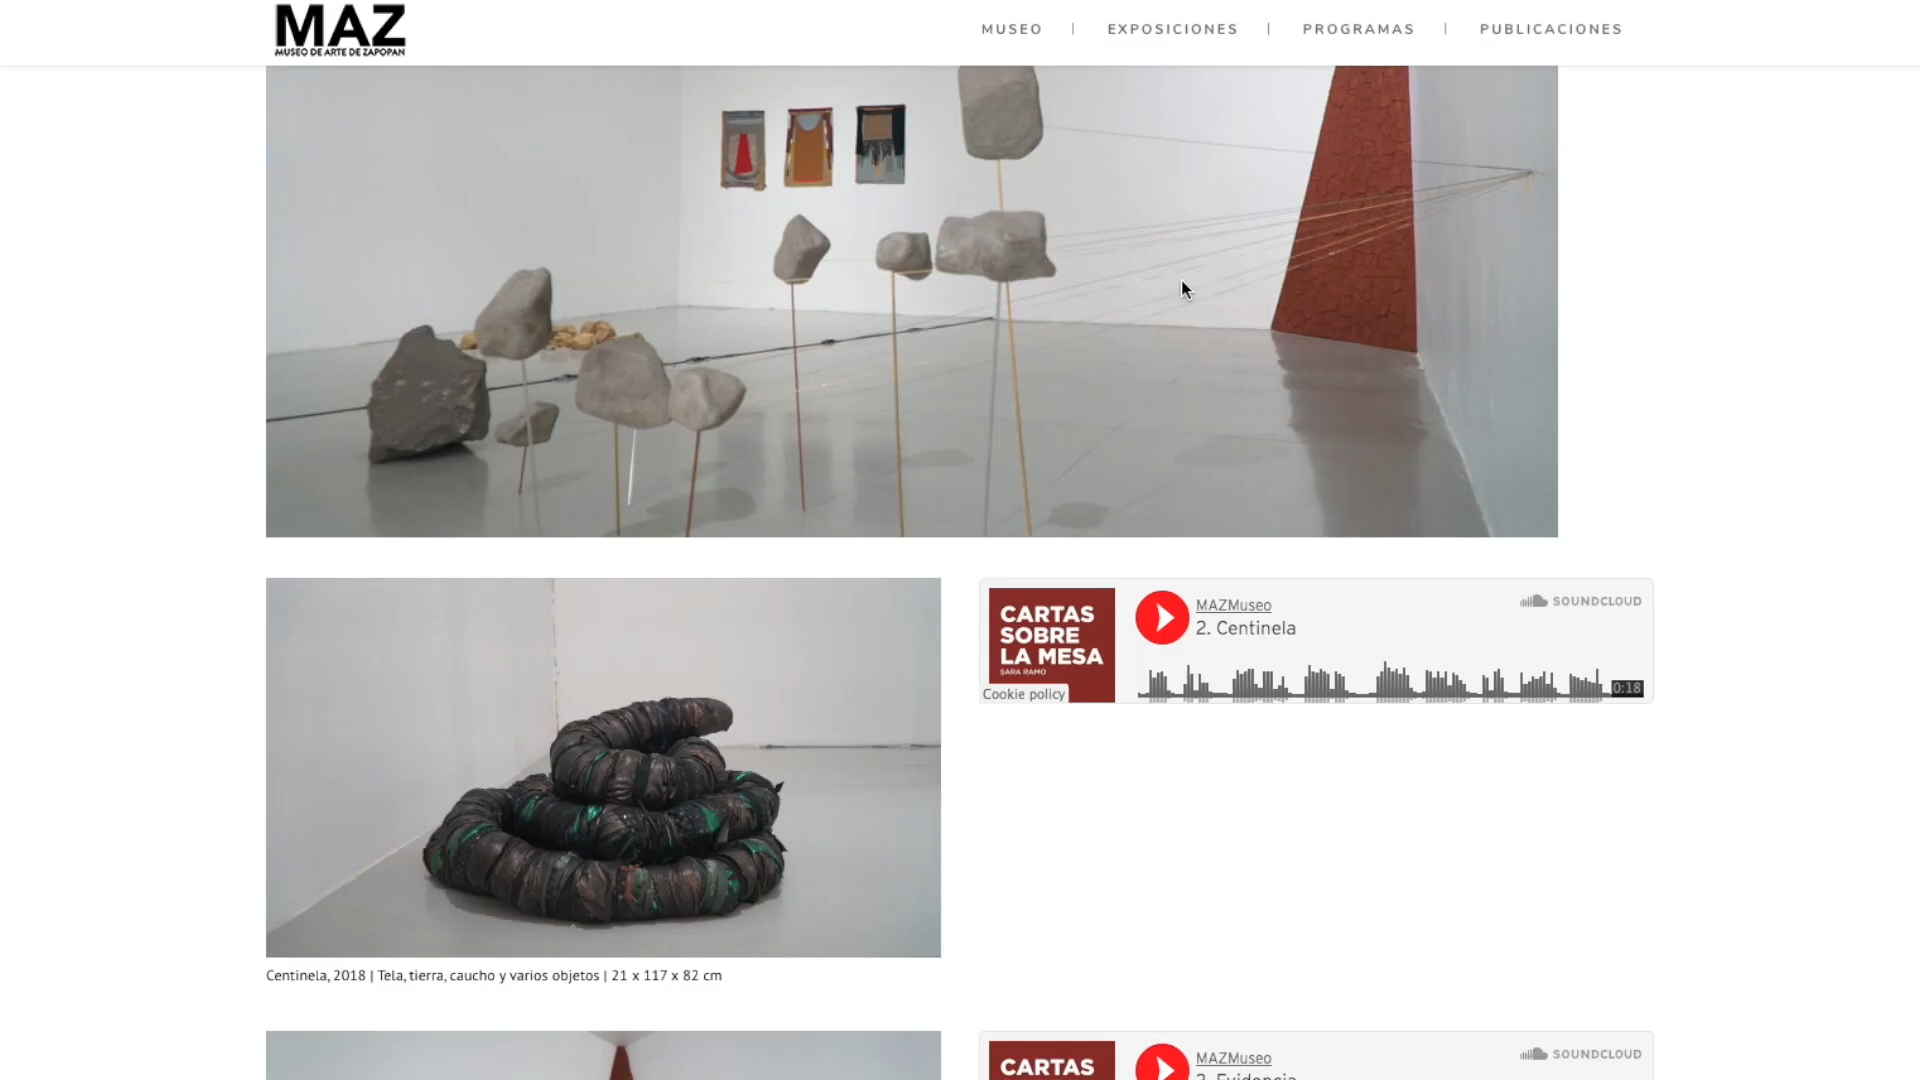 MAZ
MUSEO DE ARTE DE ZAPOPAN
MUSEO | EXPOSICIONES | PROGRAMAS | PUBLICACIONES
CARTAS
SOBRE
LA MESA
SARA RAMO
Cookie policy
MAZMuseo
2. Centinela
SOUNDCLOUD
0:18
Centinela, 2018 | Tela, tierra, caucho y varios objetos | 21 x 117 x 82 cm
CARTAS
MAZMuseo
SOUNDCLOUD